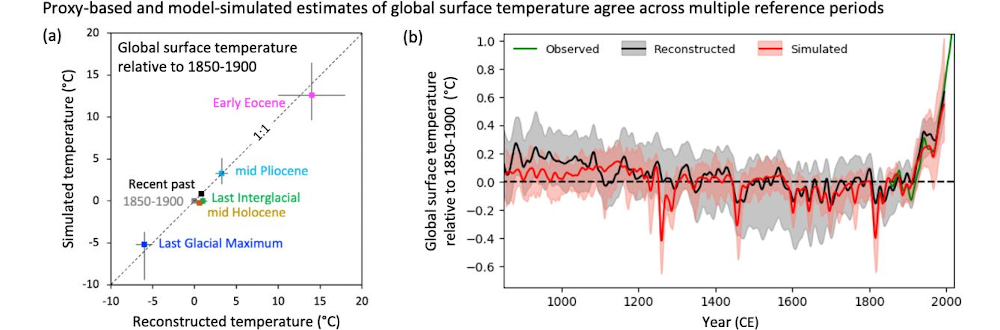 Proxy-based and model-simulated estimates of global surface temperature agree across multiple reference periods
(a)
Global surface temperature
relative to 1850-1900
Simulated temperature (°C)
20
15
10
5
0
-5
-10
Early Eocene
1:1
mid Pliocene
Recent past
1850-1900
Last Interglacial
mid Holocene
Last Glacial Maximum
-10 -5 0 5 10 15 20
Reconstructed temperature (°C)
(b)
Global surface temperature
relative to 1850-1900 (°C)
Observed Reconstructed Simulated
1.0
0.8
0.6
0.4
0.2
0.0
−0.2
−0.4
−0.6
1000 1200 1400 1600 1800 2000
Year (CE)